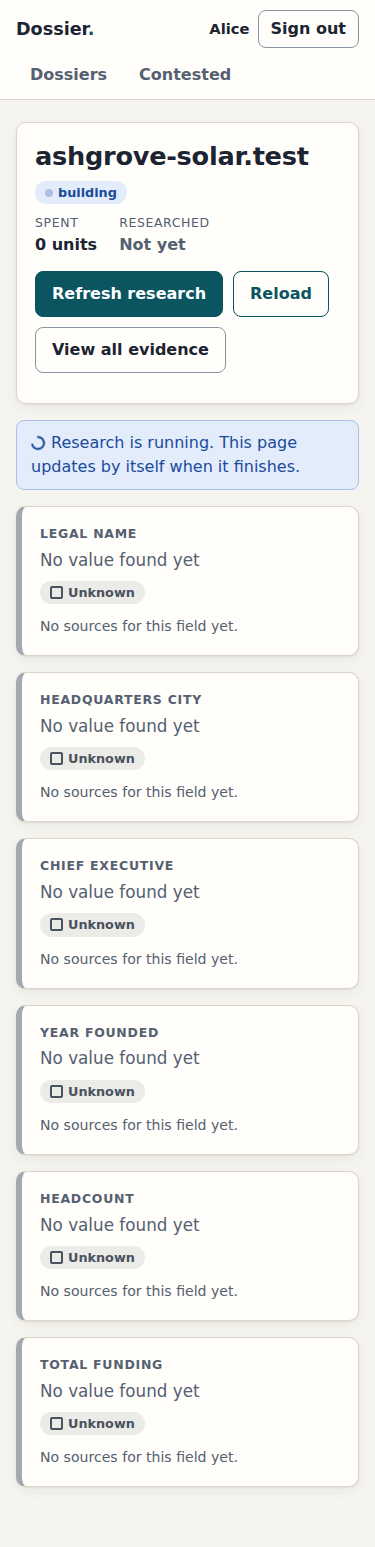 Dossier.
Alice
Sign out
Dossiers
Contested
ashgrove-solar.test
building
SPENT
RESEARCHED
0 units
Not yet
Refresh research
Reload
View all evidence
Research is running. This page
updates by itself when it finishes.
LEGAL NAME
No value found yet
Unknown
No sources for this field yet.
HEADQUARTERS CITY
No value found yet
Unknown
No sources for this field yet.
CHIEF EXECUTIVE
No value found yet
Unknown
No sources for this field yet.
YEAR FOUNDED
No value found yet
Unknown
No sources for this field yet.
HEADCOUNT
No value found yet
Unknown
No sources for this field yet.
TOTAL FUNDING
No value found yet
Unknown
No sources for this field yet.